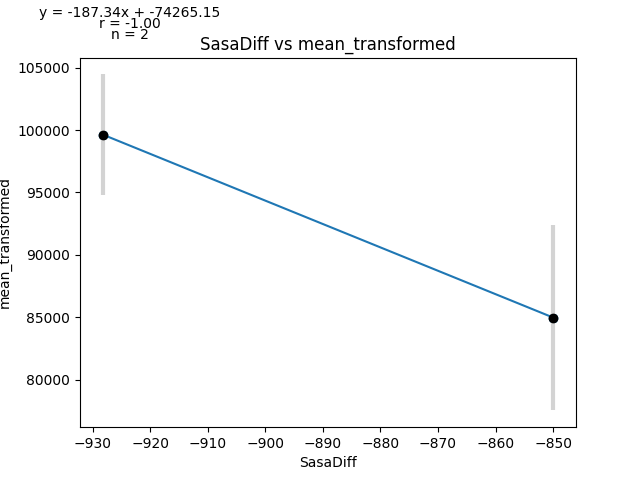 y = -187.34x + -74265.15
r = -1.00
n = 2
SasaDiff vs mean_transformed
105000
100000
95000
90000
85000
80000
mean_transformed
−930 −920 −910 −900 −890 −880 −870 −860 −850
SasaDiff